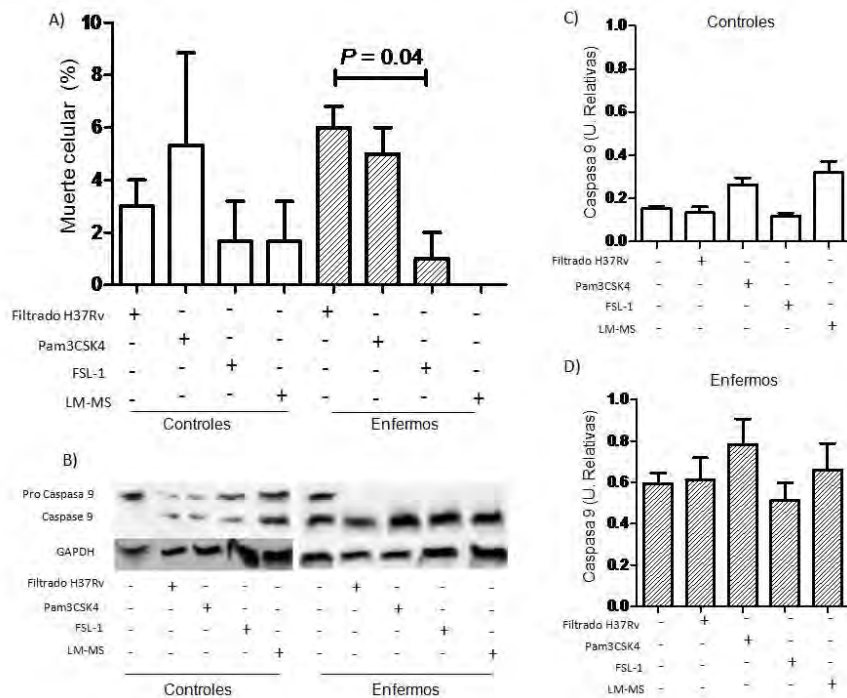 A)
Muerte celular (%)
10
8
6
4
2
0
P = 0.04
Filtrado H37Rv + - - - + - - -
Pam3CSK4 - + - - - + - -
FSL-1 - - + - - - + -
LM-MS - - - + - - - +
Controles Enfermos
B)
Pro Caspasa 9
Caspase 9
GAPDH
Filtrado H37Rv - + - - - - + - - -
Pam3CSK4 - - + - - - - + - -
FSL-1 - - - + - - - - + -
LM-MS - - - - + - - - - +
Controles Enfermos
C)
Controles
Caspasa 9 (U. Relativas)
1.0
0.8
0.6
0.4
0.2
0.0
Filtrado H37Rv - + - - -
Pam3CSK4 - - + - -
FSL-1 - - - + -
LM-MS - - - - +
D)
Enfermos
Caspasa 9 (U. Relativas)
1.0
0.8
0.6
0.4
0.2
0.0
Filtrado H37Rv - + - - -
Pam3CSK4 - - + - -
FSL-1 - - - + -
LM-MS - - - - +